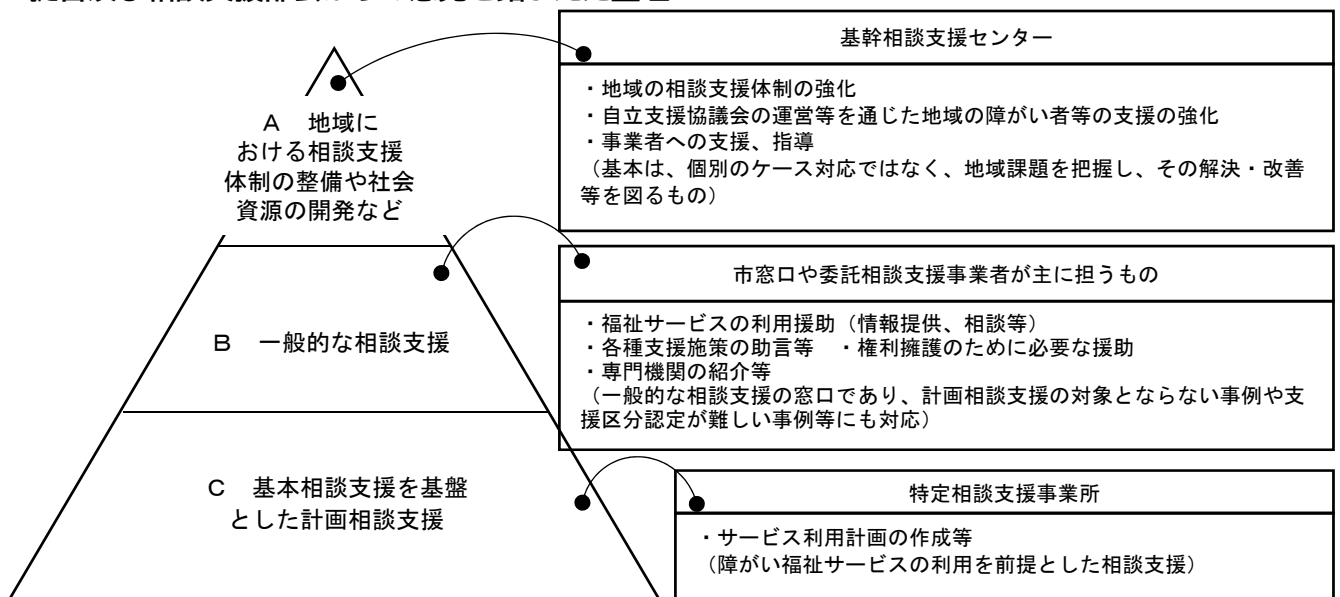 基幹相談支援センター
・地域の相談支援体制の強化
・自立支援協議会の運営等を通じた地域の障がい者等の支援の強化
・事業者への支援、指導
（基本は、個別のケース対応ではなく、地域課題を把握し、その解決・改善
等を図るもの）
A　地域に
おける相談支援
体制の整備や社会
資源の開発など
市窓口や委託相談支援事業者が主に担うもの
・福祉サービスの利用援助（情報提供、相談等）
・各種支援施策の助言等　・権利擁護のために必要な援助
・専門機関の紹介等
（一般的な相談支援の窓口であり、計画相談支援の対象とならない事例や支
援区分認定が難しい事例等にも対応）
B　一般的な相談支援
特定相談支援事業所
・サービス利用計画の作成等
（障がい福祉サービスの利用を前提とした相談支援）
C　基本相談支援を基盤
とした計画相談支援